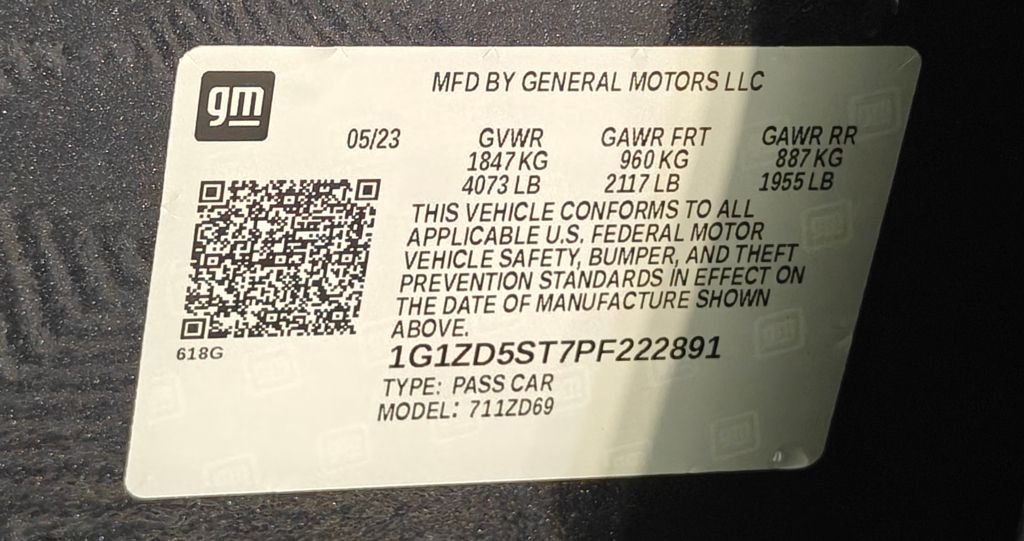 gm
MFD BY GENERAL MOTORS LLC
05/23 GVWR GAWR FRT GAWR RR
1847 KG 960 KG 887 KG
4073 LB 2117 LB 1955 LB
THIS VEHICLE CONFORMS TO ALL
APPLICABLE U.S. FEDERAL MOTOR
VEHICLE SAFETY, BUMPER, AND THEFT
PREVENTION STANDARDS IN EFFECT ON
THE DATE OF MANUFACTURE SHOWN
ABOVE.
618G
1G1ZD5ST7PF222891
TYPE: PASS CAR
MODEL: 711ZD69